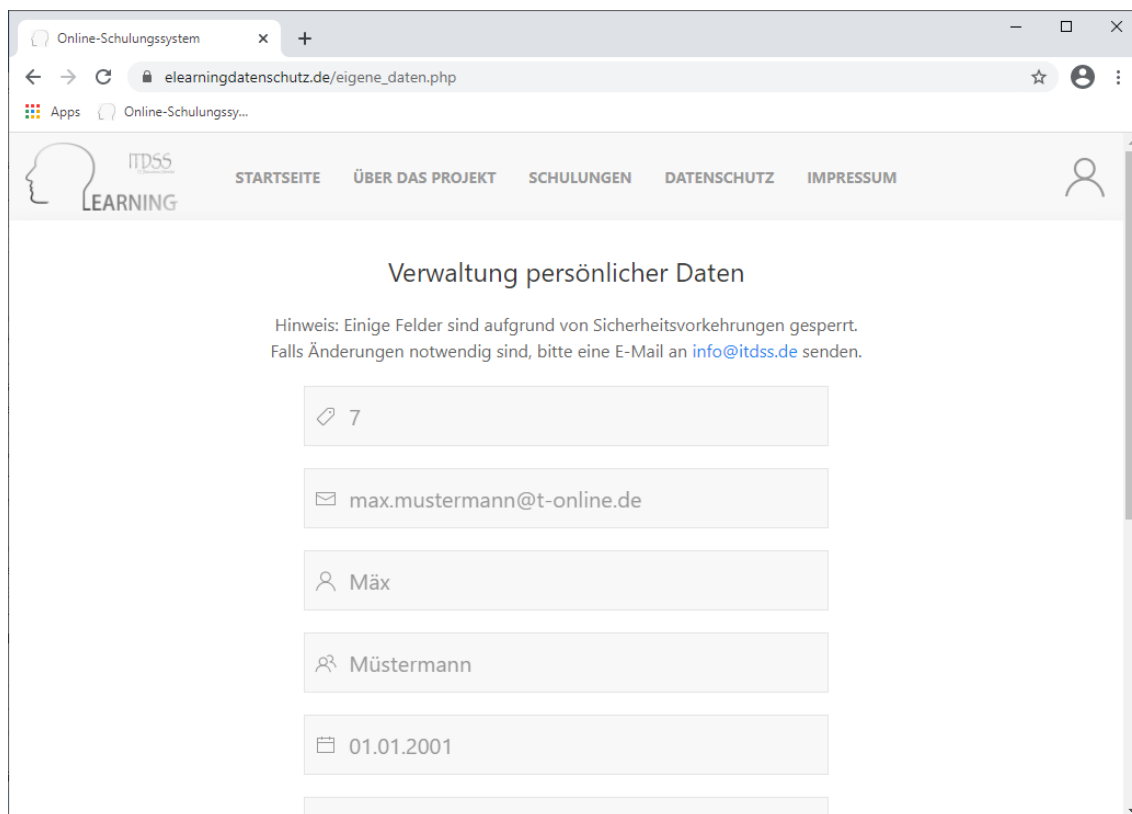 Online-Schulungssystem
elearningdatenschutz.de/eigene_daten.php
Apps Online-Schulungssy...
ITDSS
LEARNING
STARTSEITE ÜBER DAS PROJEKT SCHULUNGEN DATENSCHUTZ IMPRESSUM
Verwaltung persönlicher Daten
Hinweis: Einige Felder sind aufgrund von Sicherheitsvorkehrungen gesperrt.
Falls Änderungen notwendig sind, bitte eine E-Mail an info@itdss.de senden.
7
max.mustermann@t-online.de
Mäx
Müstermann
01.01.2001